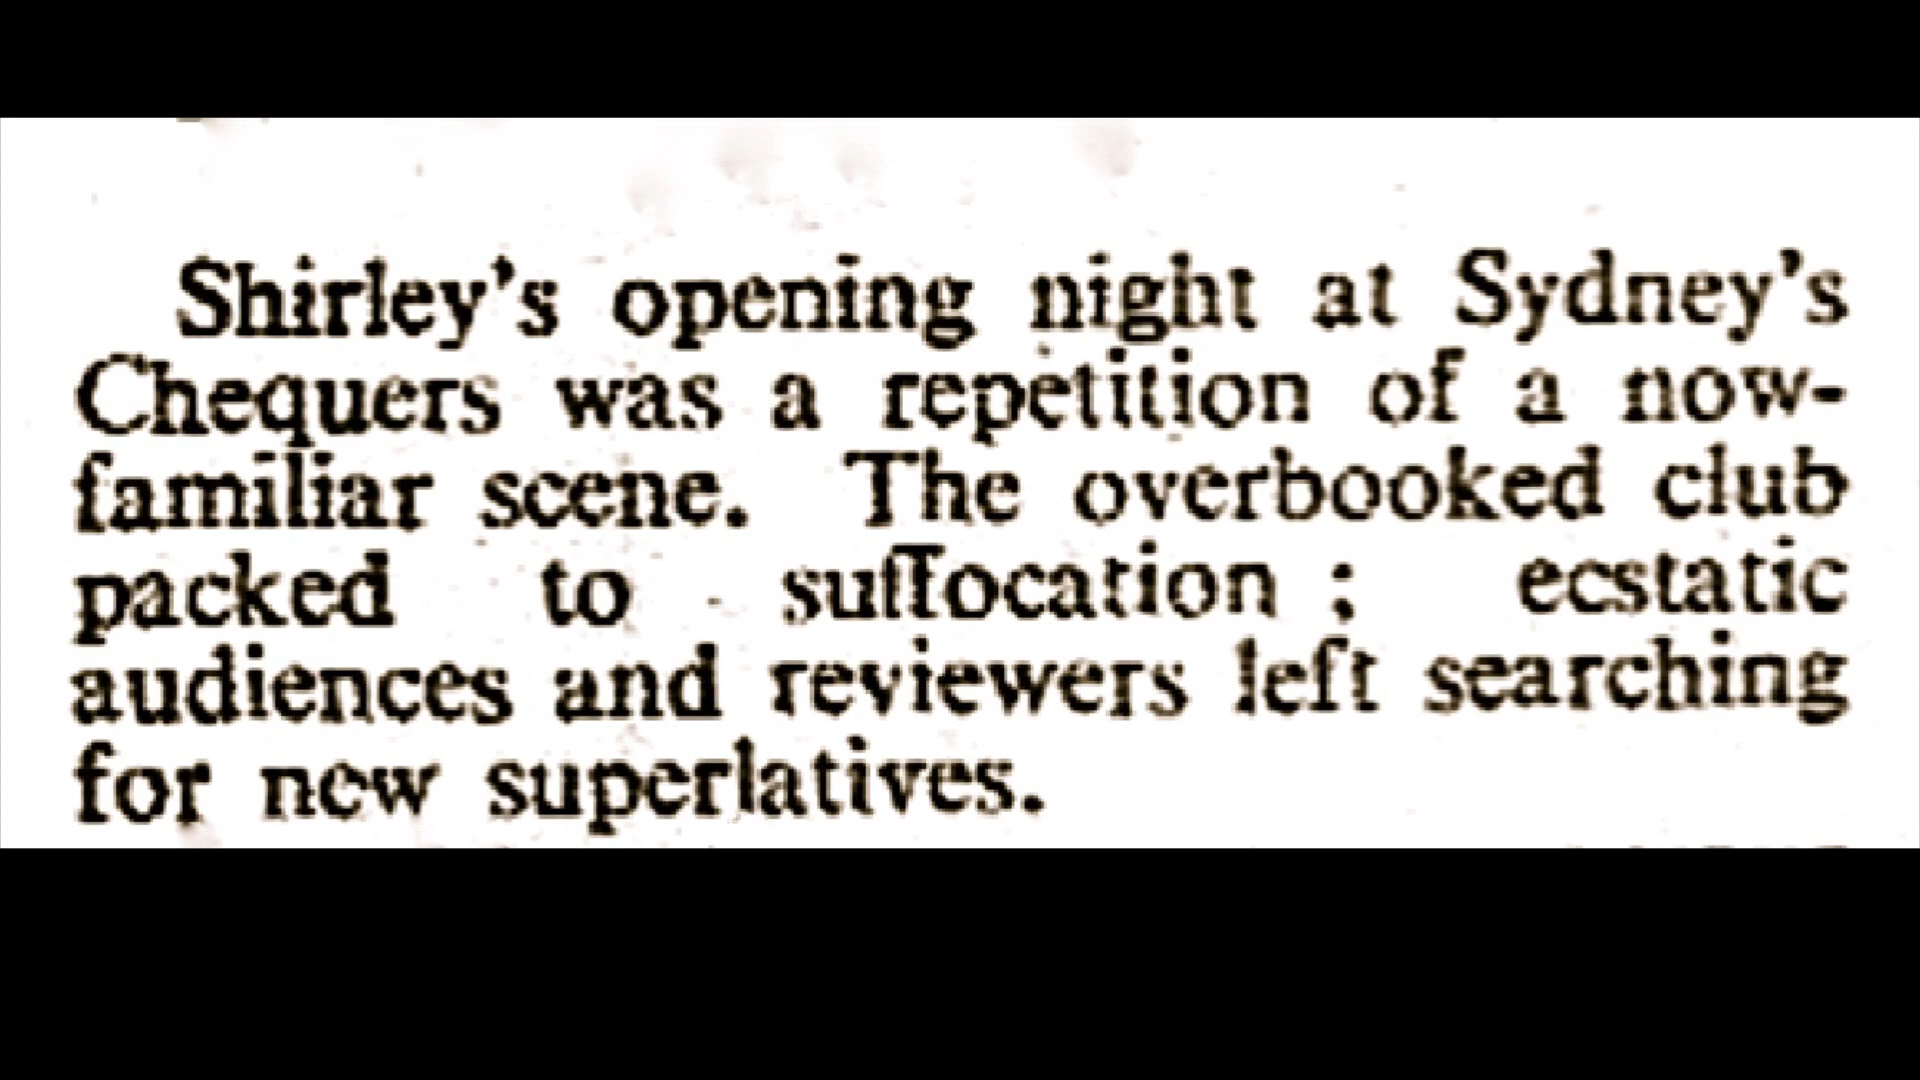 Shirley's opening night at Sydney's
Chequers was a repetition of a now-
familiar scene. The overbooked club
packed to suffocation ; ecstatic
audiences and reviewers left searching
for new superlatives.